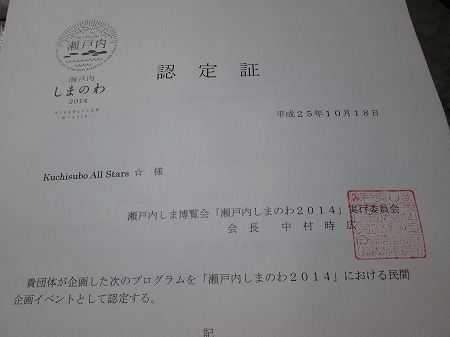 瀬戸内
瀬戸内
しまのわ
2014
認定証
平成25年10月18日
Kuchisubo All Stars ☆ 様
瀬戸内しま博覧会「瀬戸内しまのわ2014」実行委員会
会長 中村時広
貴団体が企画した次のプログラムを「瀬戸内しまのわ2014」における民間
企画イベントとして認定する。
記